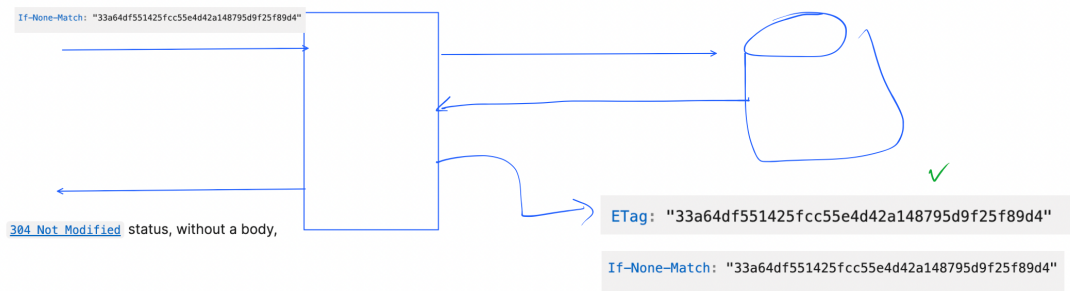 If-None-Match: "33a64df551425fcc55e4d42a148795d9f25f89d4"
ETag: "33a64df551425fcc55e4d42a148795d9f25f89d4"
304 Not Modified status, without a body,
If-None-Match: "33a64df551425fcc55e4d42a148795d9f25f89d4"